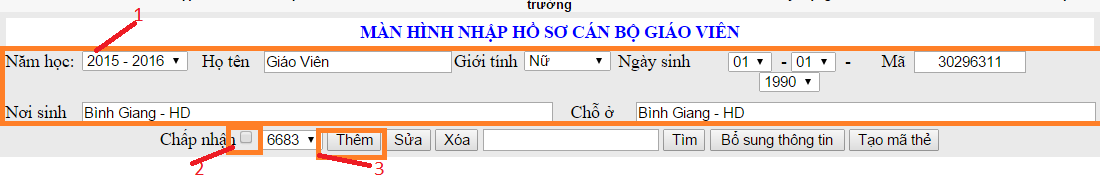 trường
1
MÀN HÌNH NHẬP HỒ SƠ CÁN BỘ GIÁO VIÊN
Năm học: 2015 - 2016 Họ tên Giáo Viên Giới tính Nữ Ngày sinh 01 - 01 - Mã 30296311
1990
Nơi sinh Bình Giang - HD Chỗ ở Bình Giang - HD
Chấp nhận 6683 Thêm Sửa Xóa Tìm Bổ sung thông tin Tạo mã thẻ
2 3